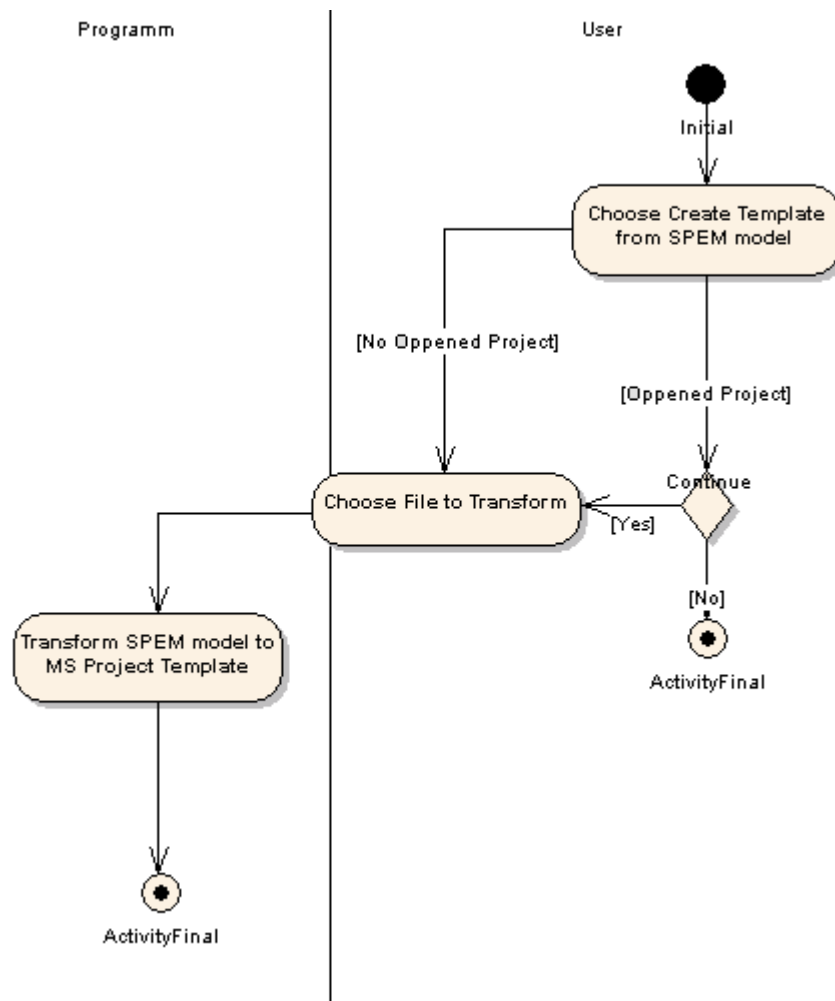 Programm
User
Initial
Choose Create Template
from SPEM model
[No Oppened Project]
[Oppened Project]
Continue
Choose File to Transform
[Yes]
[No]
Transform SPEM model to
MS Project Template
ActivityFinal
ActivityFinal